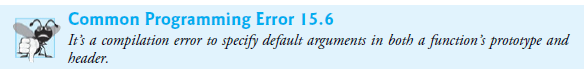 Common Programming Error 15.6
It's a compilation error to specify default arguments in both a function's prototype and
header.